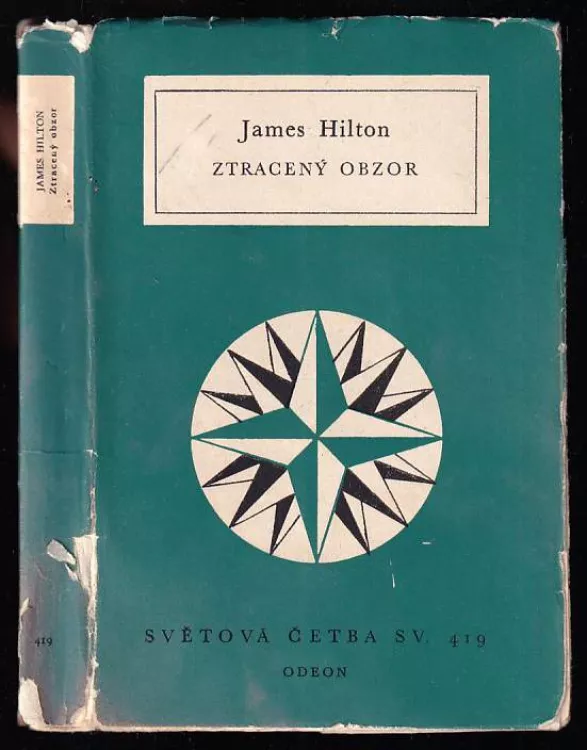 JAMES HILTON
Ztracený obzor
419
James Hilton
ZTRACENÝ OBZOR
SVĚTOVÁ ČETBA SV. 419
ODEON